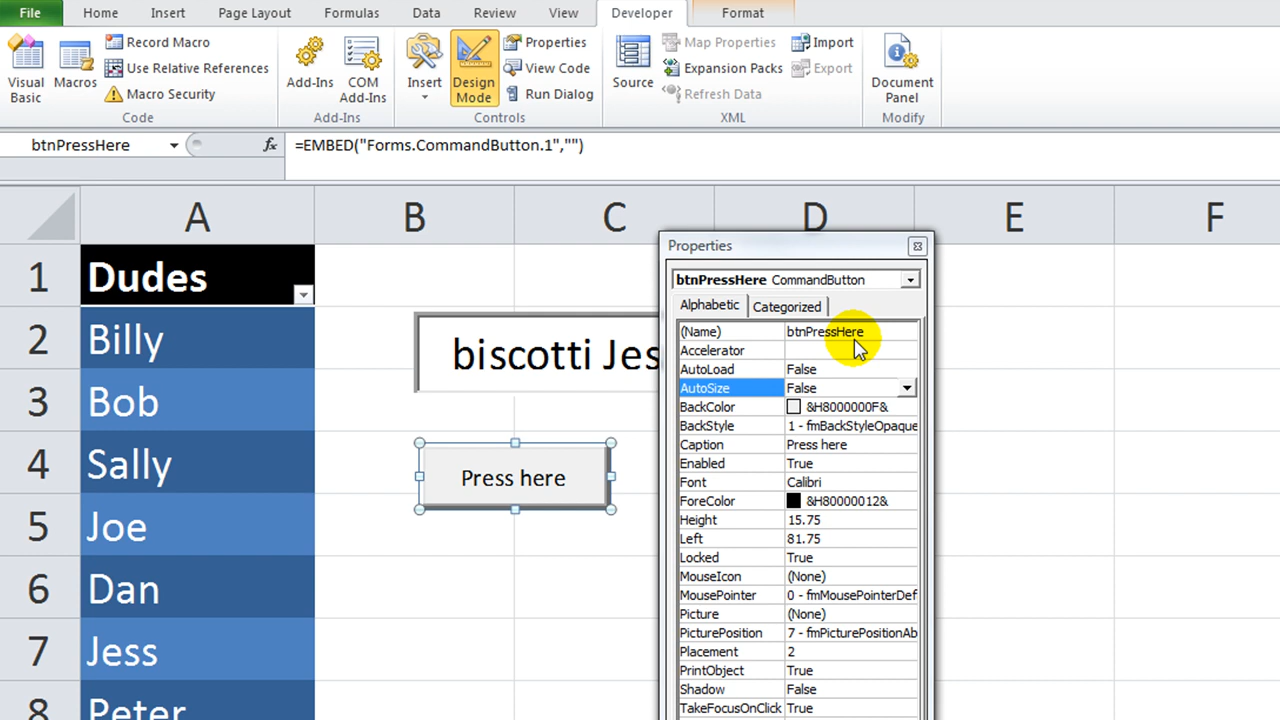 File Home Insert Page Layout Formulas Data Review View Developer Format
Visual Basic
Macros
Record Macro
Use Relative References
Macro Security
Code
Add-Ins
COM Add-Ins
Add-Ins
Insert
Design Mode
Properties
View Code
Run Dialog
Controls
Source
Map Properties
Expansion Packs
Refresh Data
Import
Export
XML
Document Panel
Modify
btnPressHere fx =EMBED("Forms.CommandButton.1","")
A B C D E F
1 Dudes
2 Billy
3 Bob
4 Sally
5 Joe
6 Dan
7 Jess
8 Peter
biscotti Jes
Press here
Properties
btnPressHere CommandButton
Alphabetic Categorized
(Name) btnPressHere
Accelerator
AutoLoad False
AutoSize False
BackColor &H8000000F&
BackStyle 1 - fmBackStyleOpaque
Caption Press here
Enabled True
Font Calibri
ForeColor &H80000012&
Height 15.75
Left 81.75
Locked True
MouseIcon (None)
MousePointer 0 - fmMousePointerDef
Picture (None)
PicturePosition 7 - fmPicturePositionAb
Placement 2
PrintObject True
Shadow False
TakeFocusOnClick True